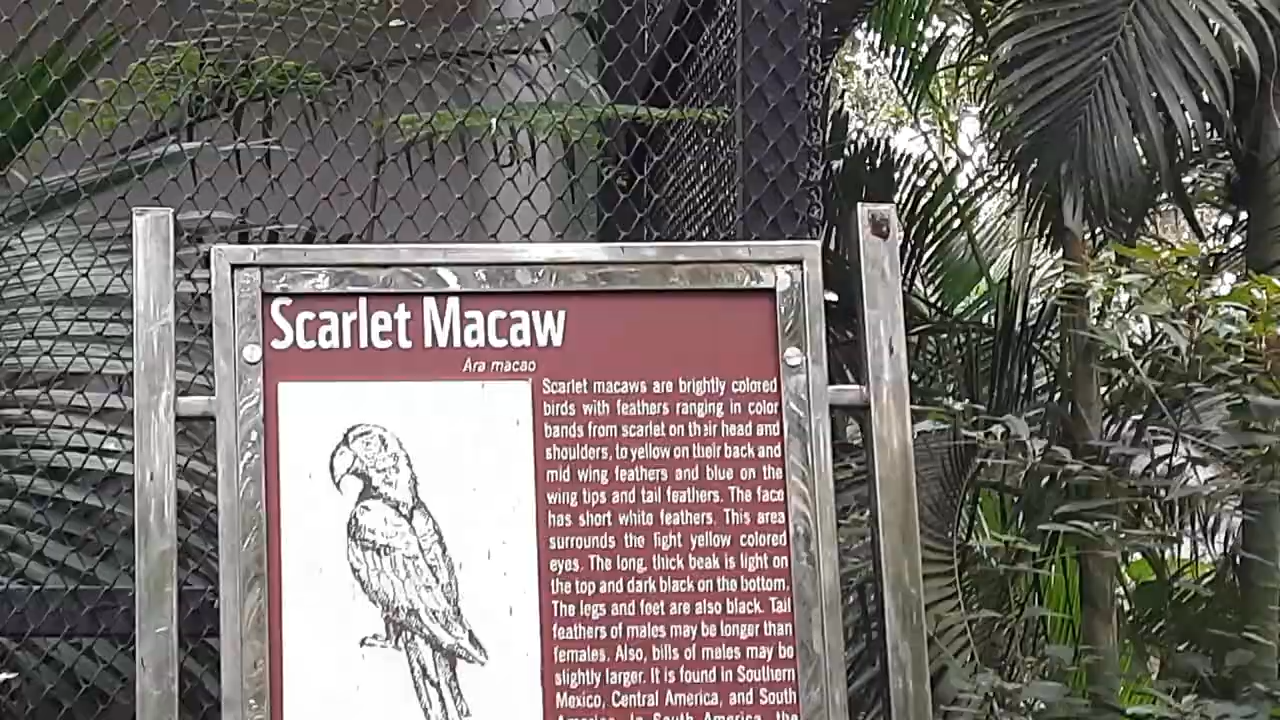 Scarlet Macaw
Ara macao
Scarlet macaws are brightly colored
birds with feathers ranging in color
bands from scarlet on their head and
shoulders, to yellow on their back and
mid wing feathers and blue on the
wing tips and tail feathers. The face
has short white feathers. This area
surrounds the light yellow colored
eyes. The long, thick beak is light on
the top and dark black on the bottom.
The legs and feet are also black. Tail
feathers of males may be longer than
females. Also, bills of males may be
slightly larger. It is found in Southern
Mexico, Central America, and South
America. In South America, the